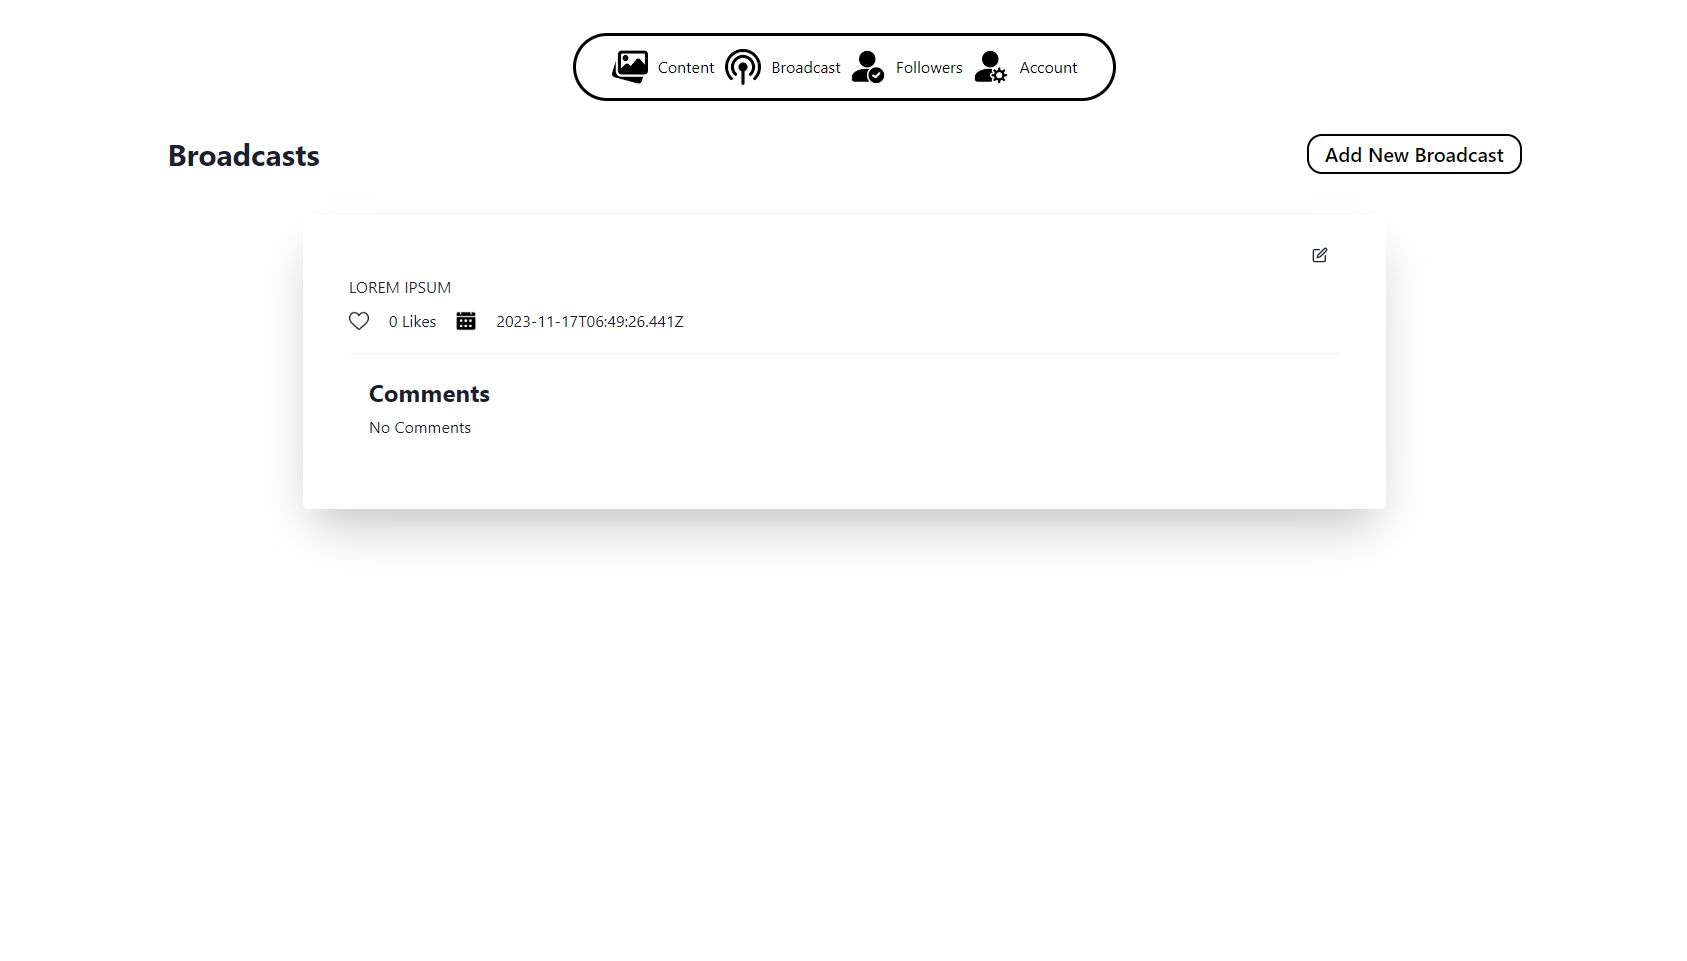 Content Broadcast Followers Account
Broadcasts
Add New Broadcast
LOREM IPSUM
0 Likes 2023-11-17T06:49:26.441Z
Comments
No Comments